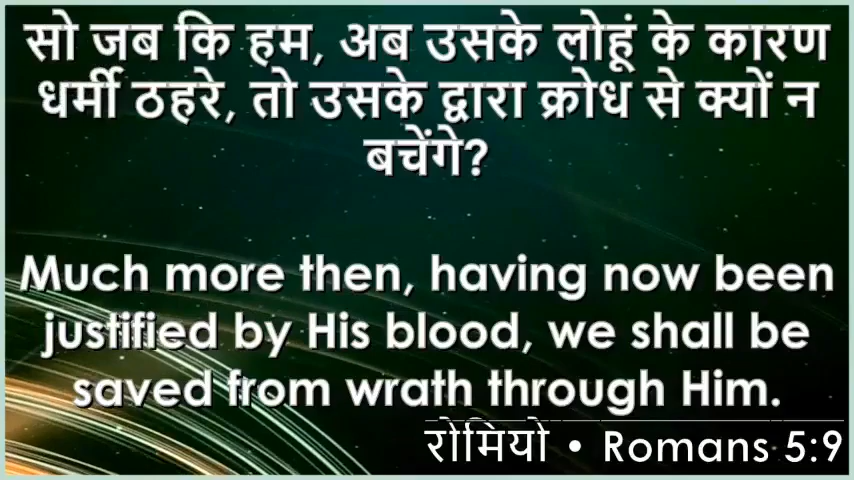 सो जब कि हम, अब उसके लोहूं के कारण
धर्मी ठहरे, तो उसके द्वारा क्रोध से क्यों न
बचेंगे?
Much more then, having now been
justified by His blood, we shall be
saved from wrath through Him.
रोमियो • Romans 5:9